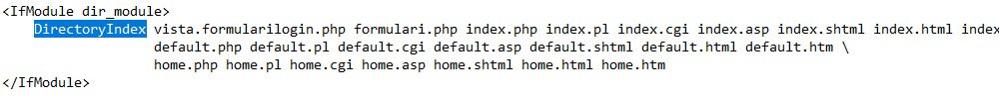 <IfModule dir_module>
DirectoryIndex vista.formularilogin.php formulari.php index.php index.pl index.cgi index.asp index.shtml index.html index
default.php default.pl default.cgi default.asp default.shtml default.html default.htm \
home.php home.pl home.cgi home.asp home.shtml home.html home.htm
</IfModule>